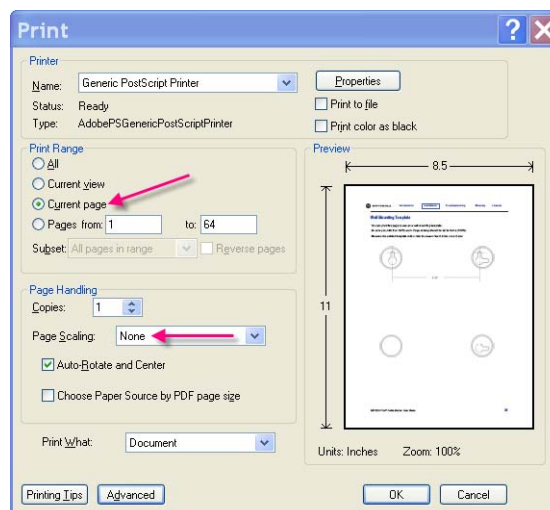 Print
Printer
Name: Generic PostScript Printer
Properties
Status: Ready
Print to file
Type: AdobePSGenericPostScriptPrinter
Print color as black
Print Range
All
Current view
Current page
Pages from: 1 to: 64
Subset: All pages in range
Reverse pages
Page Handling
Copies: 1
Page Scaling: None
Auto-Rotate and Center
Choose Paper Source by PDF page size
Print What: Document
Preview
8.5
11
Wall Mounting Template
Units: Inches Zoom: 100%
Printing Tips
Advanced
OK
Cancel